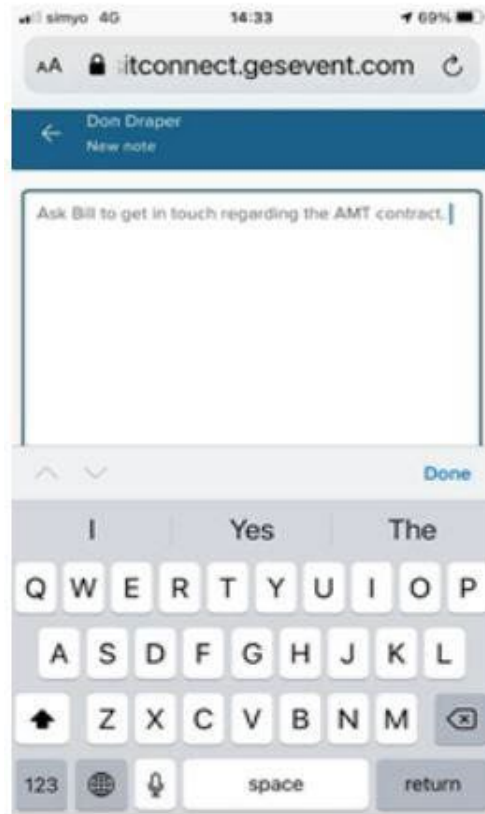 simyo 4G 14:33 69%
AA itconnect.gesevent.com
Don Draper
New note
Ask Bill to get in touch regarding the AMT contract.
Done
I Yes The
Q W E R T Y U I O P
A S D F G H J K L
Z X C V B N M
123 space return